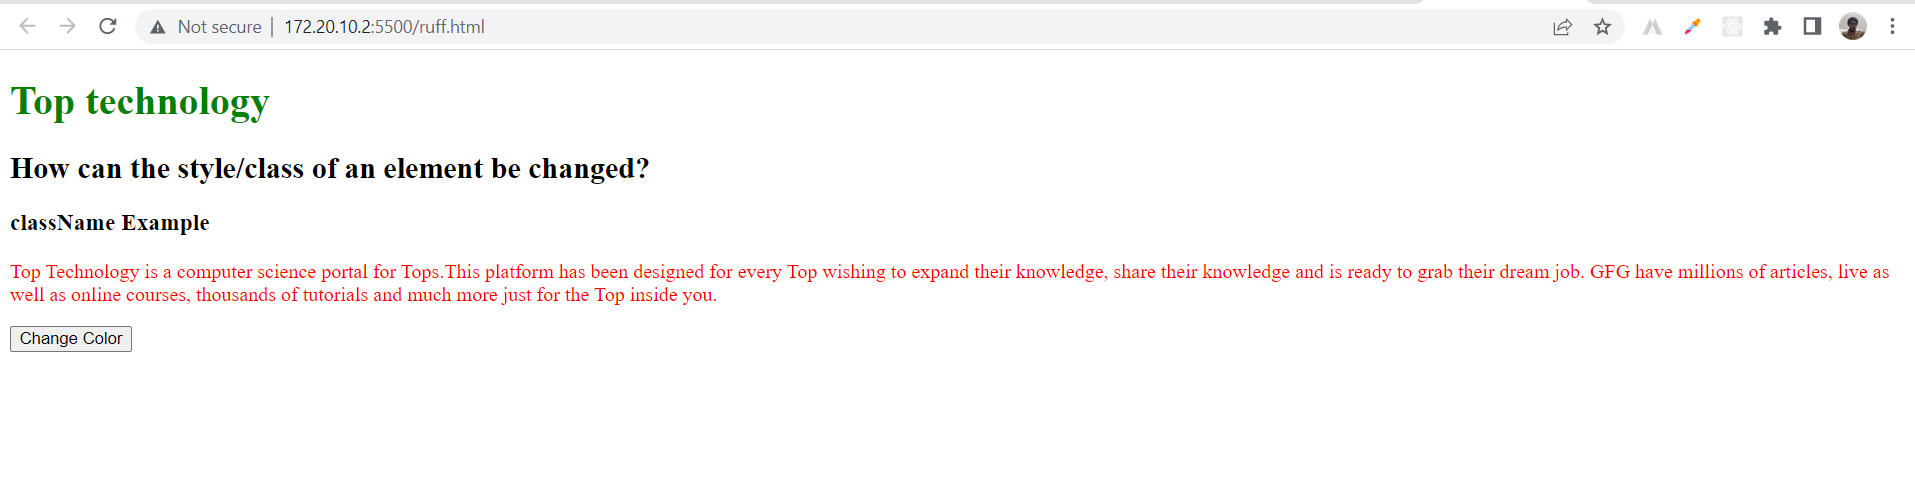 Not secure | 172.20.10.2:5500/ruff.html
Top technology
How can the style/class of an element be changed?
className Example
Top Technology is a computer science portal for Tops.This platform has been designed for every Top wishing to expand their knowledge, share their knowledge and is ready to grab their dream job. GFG have millions of articles, live as
well as online courses, thousands of tutorials and much more just for the Top inside you.
Change Color